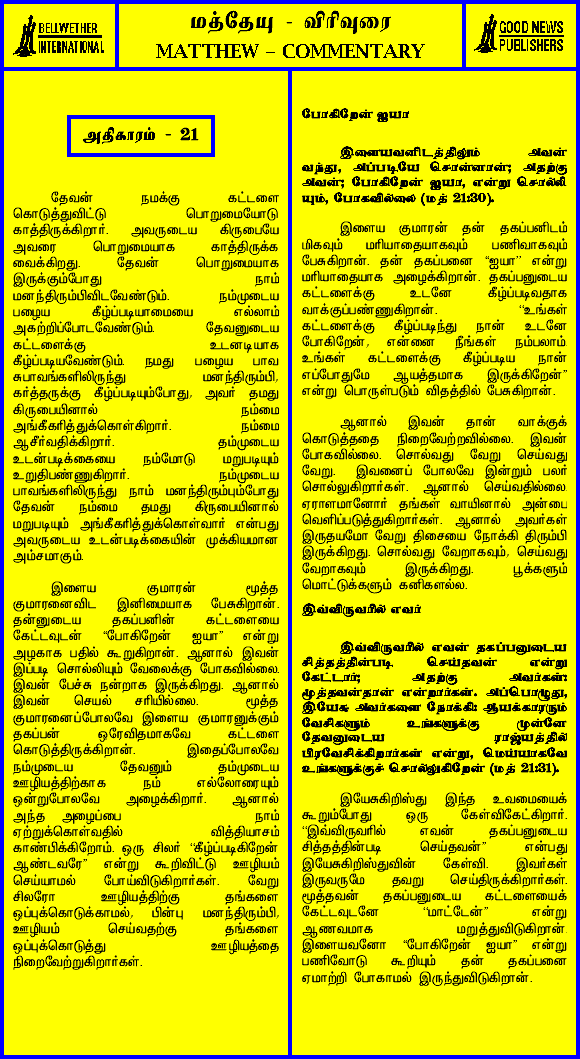 BELLWETHER
INTERNATIONAL
மத்தேயு - விரிவுரை
MATTHEW – COMMENTARY
GOOD NEWS
PUBLISHERS
அதிகாரம் - 21
தேவன் நமக்கு கட்டளை
கொடுத்துவிட்டு பொறுமையோடு
காத்திருக்கிறார். அவருடைய கிருபையே
அவரை பொறுமையாக காத்திருக்க
வைக்கிறது. தேவன் பொறுமையாக
இருக்கும்போது நாம்
மனந்திரும்பிவிடவேண்டும். நம்முடைய
பழைய கீழ்ப்படியாமையை எல்லாம்
அகற்றிப்போடவேண்டும். தேவனுடைய
கட்டளைக்கு உடனடியாக
கீழ்ப்படியவேண்டும். நமது பழைய பாவ
சுபாவங்களிலிருந்து மனந்திரும்பி,
கர்த்தருக்கு கீழ்ப்படியும்போது, அவர் தமது
கிருபையினால் நம்மை
அங்கீகரித்துக்கொள்கிறார். நம்மை
ஆசீர்வதிக்கிறார். தம்முடைய
உடன்படிக்கையை நம்மோடு மறுபடியும்
உறுதிபண்ணுகிறார். நம்முடைய
பாவங்களிலிருந்து நாம் மனந்திரும்பும்போது
தேவன் நம்மை தமது கிருபையினால்
மறுபடியும் அங்கீகரித்துக்கொள்வார் என்பது
அவருடைய உடன்படிக்கையின் முக்கியமான
அம்சமாகும்.
இளைய குமாரன் மூத்த
குமாரனைவிட இனிமையாக பேசுகிறான்.
தன்னுடைய தகப்பனின் கட்டளையை
கேட்டவுடன் “போகிறேன் ஐயா” என்று
அழகாக பதில் கூறுகிறான். ஆனால் இவன்
இப்படி சொல்லியும் வேலைக்கு போகவில்லை.
இவன் பேச்சு நன்றாக இருக்கிறது. ஆனால்
இவன் செயல் சரியில்லை. மூத்த
குமாரனைப்போலவே இளைய குமாரனுக்கும்
தகப்பன் ஒரேவிதமாகவே கட்டளை
கொடுத்திருக்கிறான். இதைப்போலவே
நம்முடைய தேவனும் தம்முடைய
ஊழியத்திற்காக நம் எல்லோரையும்
ஒன்றுபோலவே அழைக்கிறார். ஆனால்
அந்த அழைப்பை நாம்
ஏற்றுக்கொள்வதில் வித்தியாசம்
காண்பிக்கிறோம். ஒரு சிலர் “கீழ்ப்படிகிறேன்
ஆண்டவரே” என்று கூறிவிட்டு ஊழியம்
செய்யாமல் போய்விடுகிறார்கள். வேறு
சிலரோ ஊழியத்திற்கு தங்களை
ஒப்புக்கொடுக்காமல், பின்பு மனந்திரும்பி,
ஊழியம் செய்வதற்கு தங்களை
ஒப்புக்கொடுத்து ஊழியத்தை
நிறைவேற்றுகிறார்கள்.
போகிறேன் ஐயா
இளையவனிடத்திலும் அவன்
வந்து, அப்படியே சொன்னான்; அதற்கு
அவன்; போகிறேன் ஐயா, என்று சொல்லி
யும், போகவில்லை (மத் 21:30).
இளைய குமாரன் தன் தகப்பனிடம்
மிகவும் மரியாதையாகவும் பணிவாகவும்
பேசுகிறான். தன் தகப்பனை “ஐயா” என்று
மரியாதையாக அழைக்கிறான். தகப்பனுடைய
கட்டளைக்கு உடனே கீழ்ப்படிவதாக
வாக்குப்பண்ணுகிறான். “உங்கள்
கட்டளைக்கு கீழ்ப்படிந்து நான் உடனே
போகிறேன், என்னை நீங்கள் நம்பலாம்.
உங்கள் கட்டளைக்கு கீழ்ப்படிய நான்
எப்போதுமே ஆயத்தமாக இருக்கிறேன்”
என்று பொருள்படும் விதத்தில் பேசுகிறான்.
ஆனால் இவன் தான் வாக்குக்
கொடுத்ததை நிறைவேற்றவில்லை. இவன்
போகவில்லை. சொல்வது வேறு செய்வது
வேறு. இவனைப் போலவே இன்றும் பலர்
சொல்லுகிறார்கள். ஆனால் செய்வதில்லை.
ஏராளமானோர் தங்கள் வாயினால் அன்பை
வெளிப்படுத்துகிறார்கள். ஆனால் அவர்கள்
இருதயமோ வேறு திசையை நோக்கி திரும்பி
இருக்கிறது. சொல்வது வேறாகவும், செய்வது
வேறாகவும் இருக்கிறது. பூக்களும்
மொட்டுக்களும் கனிகளல்ல.
இவ்விருவரில் எவர்
இவ்விருவரில் எவன் தகப்பனுடைய
சித்தத்தின்படி செய்தவன் என்று
கேட்டார்; அதற்கு அவர்கள்:
மூத்தவன்தான் என்றார்கள். அப்பொழுது,
இயேசு அவர்களை நோக்கி: ஆயக்காரரும்
வேசிகளும் உங்களுக்கு முன்னே
தேவனுடைய ராஜ்யத்தில்
பிரவேசிக்கிறார்கள் என்று, மெய்யாகவே
உங்களுக்குச் சொல்லுகிறேன் (மத் 21:31).
இயேசுகிறிஸ்து இந்த உவமையைக்
கூறும்போது ஒரு கேள்விகேட்கிறார்.
“இவ்விருவரில் எவன் தகப்பனுடைய
சித்தத்தின்படி செய்தவன்” என்பது
இயேசுகிறிஸ்துவின் கேள்வி. இவர்கள்
இருவருமே தவறு செய்திருக்கிறார்கள்.
மூத்தவன் தகப்பனுடைய கட்டளையைக்
கேட்டவுடனே “மாட்டேன்” என்று
ஆணவமாக மறுத்துவிடுகிறான்.
இளையவனோ “போகிறேன் ஐயா” என்று
பணிவோடு கூறியும் தன் தகப்பனை
ஏமாற்றி போகாமல் இருந்துவிடுகிறான்.